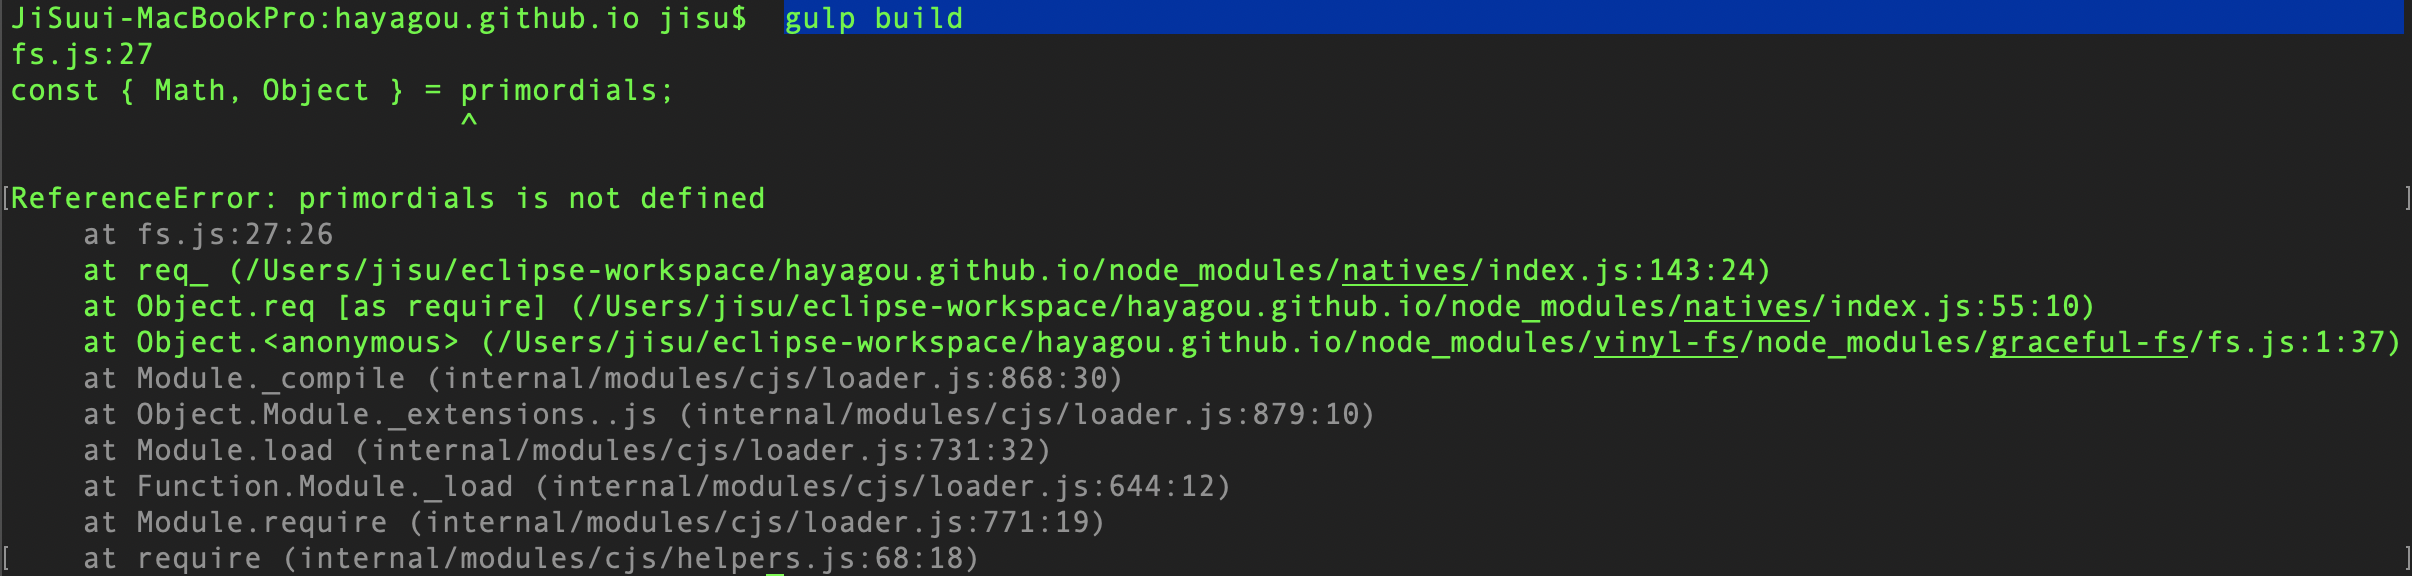 JiSuui-MacBookPro:hayagou.github.io jisu$  gulp build
fs.js:27
const { Math, Object } = primordials;
                         ^
[ReferenceError: primordials is not defined ]
    at fs.js:27:26
    at req_ (/Users/jisu/eclipse-workspace/hayagou.github.io/node_modules/natives/index.js:143:24)
    at Object.req [as require] (/Users/jisu/eclipse-workspace/hayagou.github.io/node_modules/natives/index.js:55:10)
    at Object.<anonymous> (/Users/jisu/eclipse-workspace/hayagou.github.io/node_modules/vinyl-fs/node_modules/graceful-fs/fs.js:1:37)
    at Module._compile (internal/modules/cjs/loader.js:868:30)
    at Object.Module._extensions..js (internal/modules/cjs/loader.js:879:10)
    at Module.load (internal/modules/cjs/loader.js:731:32)
    at Function.Module._load (internal/modules/cjs/loader.js:644:12)
    at Module.require (internal/modules/cjs/loader.js:771:19)
[    at require (internal/modules/cjs/helpers.js:68:18) ]